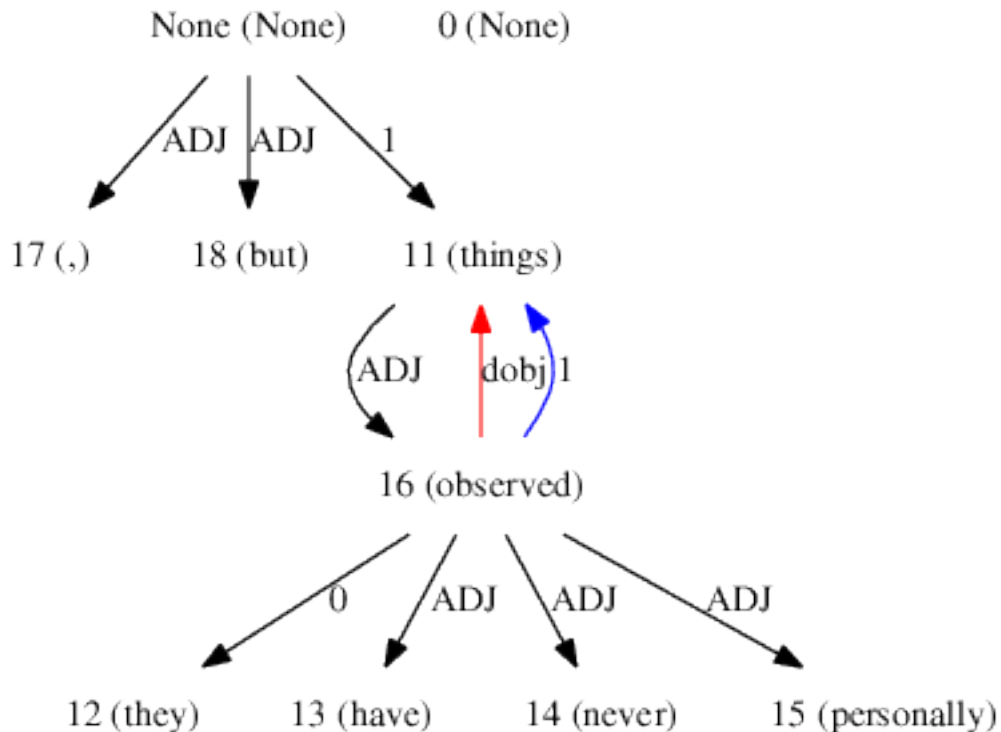 None (None) 0 (None)
ADJ ADJ 1
17 (,) 18 (but) 11 (things)
ADJ dobj 1
16 (observed)
0 ADJ ADJ ADJ
12 (they) 13 (have) 14 (never) 15 (personally)